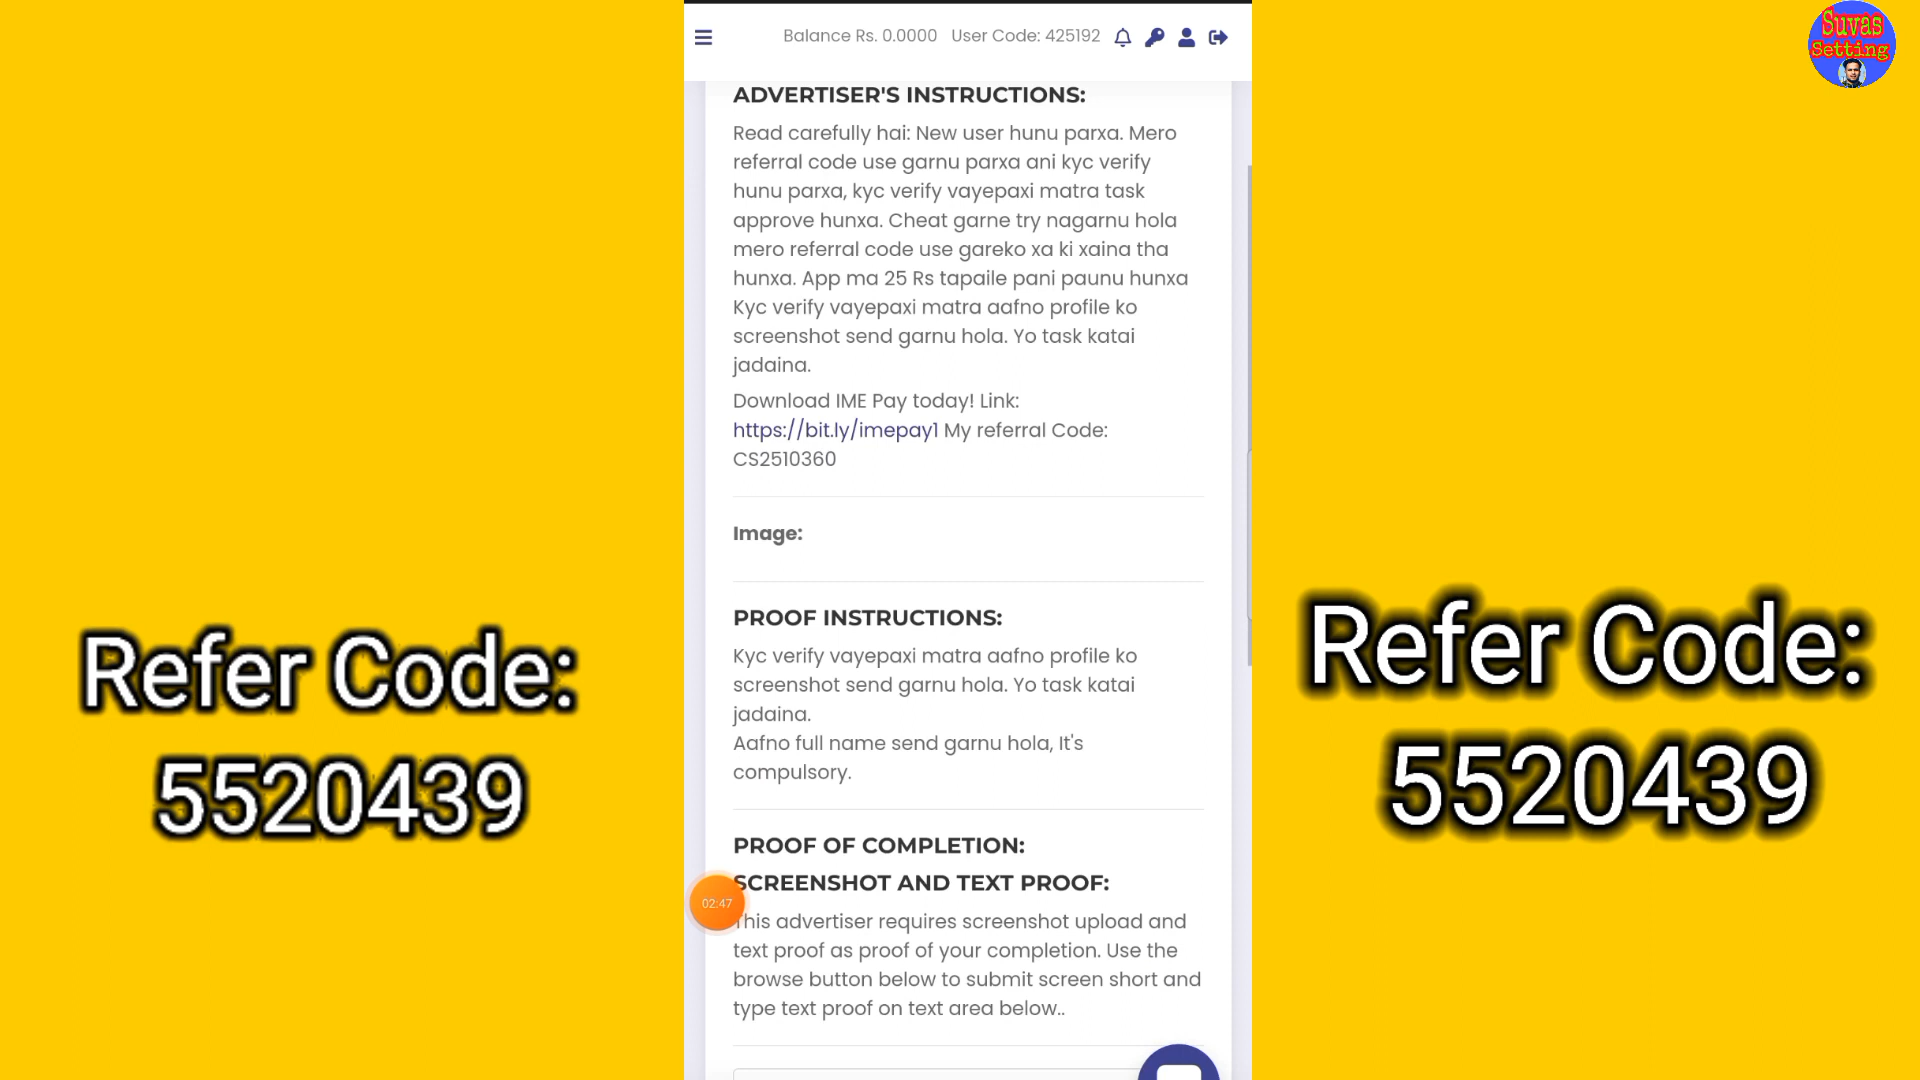 Balance Rs. 0.0000 User Code: 425192
Suvas
Setting
ADVERTISER'S INSTRUCTIONS:
Read carefully hai: New user hunu parxa. Mero
referral code use garnu parxa ani kyc verify
hunu parxa, kyc verify vayepaxi matra task
approve hunxa. Cheat garne try nagarnu hola
mero referral code use gareko xa ki xaina tha
hunxa. App ma 25 Rs tapaile pani paunu hunxa
Kyc verify vayepaxi matra aafno profile ko
screenshot send garnu hola. Yo task katai
jadaina.
Download IME Pay today! Link:
https://bit.ly/imepay1 My referral Code:
CS2510360
Image:
PROOF INSTRUCTIONS:
Kyc verify vayepaxi matra aafno profile ko
screenshot send garnu hola. Yo task katai
jadaina.
Aafno full name send garnu hola, It's
compulsory.
PROOF OF COMPLETION:
SCREENSHOT AND TEXT PROOF:
02:47
This advertiser requires screenshot upload and
text proof as proof of your completion. Use the
browse button below to submit screen short and
type text proof on text area below..
Refer Code:
5520439
Refer Code:
5520439